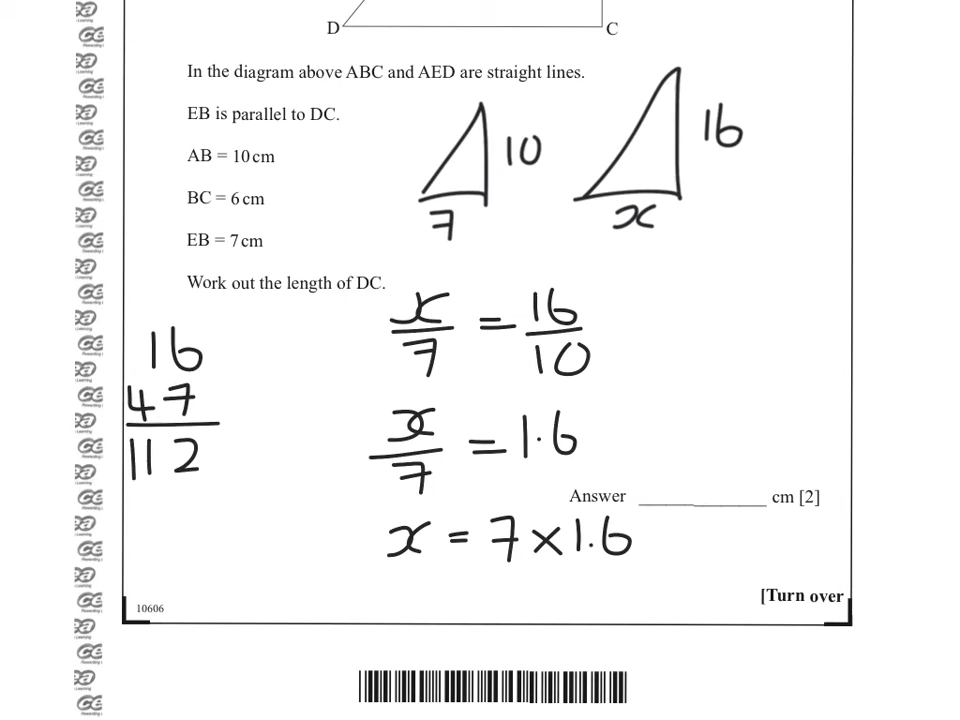 D C
In the diagram above ABC and AED are straight lines.
EB is parallel to DC.
AB = 10 cm
BC = 6 cm
EB = 7 cm
10
7
16
x
Work out the length of DC.
x/7 = 16/10
16
47
112
x/7 = 1.6
Answer ____________ cm [2]
x = 7 × 1.6
[Turn over
10606